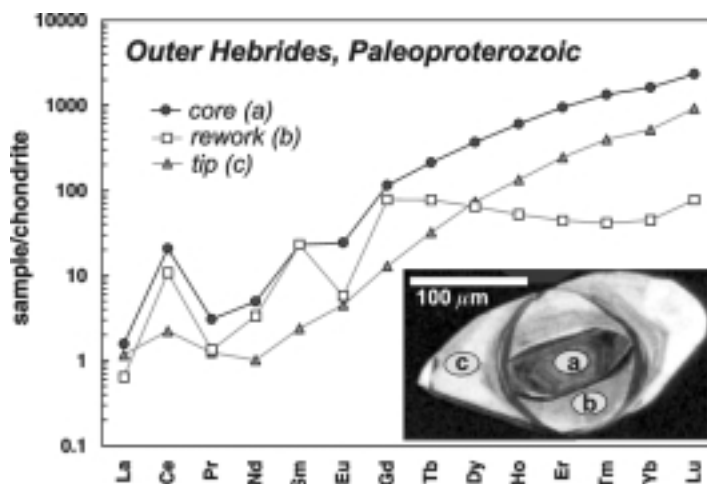 10000
Outer Hebrides, Paleoproterozoic
1000
core (a)
rework (b)
tip (c)
100
10
1
0.1
sample/chondrite
100 μm
a
b
c
La Ce Pr Nd Sm Eu Gd Tb Dy Ho Er Tm Yb Lu